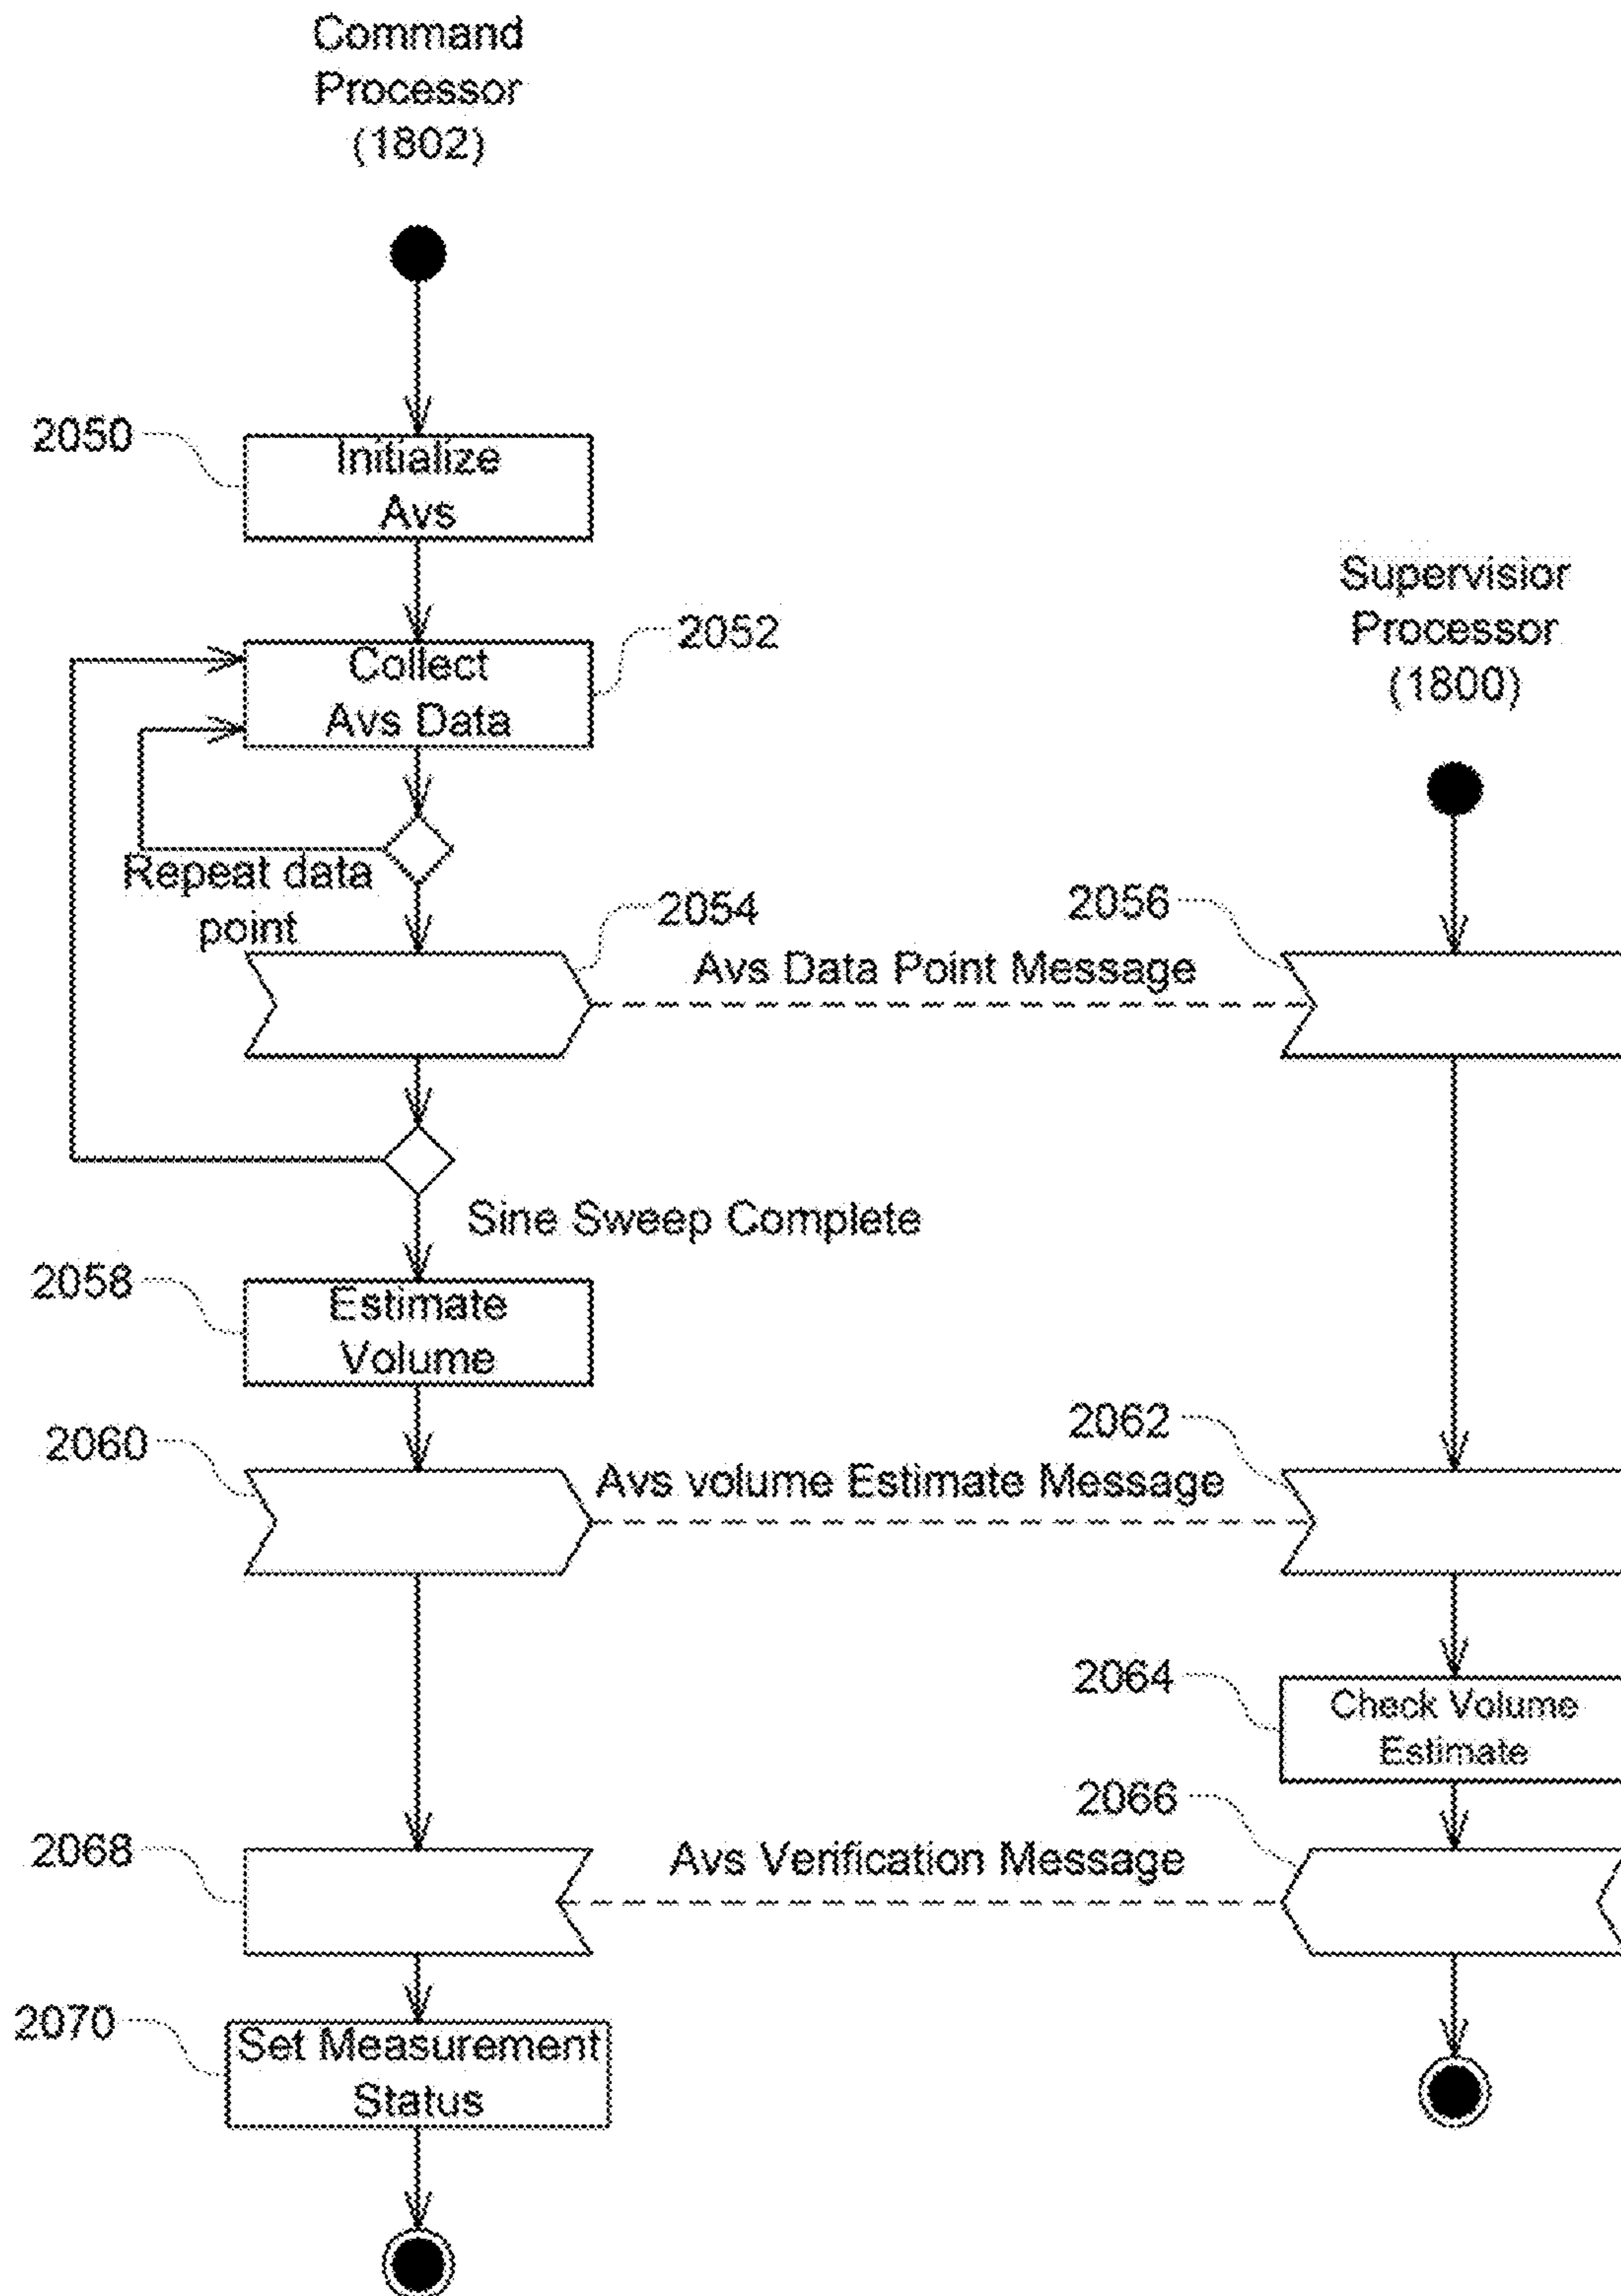 Command
Processor
(1802)
2050
Initialize
Avs
Supervisior
Processor
(1800)
2052
Collect
Avs Data
Repeat data
point
2054
2056
Avs Data Point Message
Sine Sweep Complete
2058
Estimate
Volume
2060
2062
Avs volume Estimate Message
2064
Check Volume
Estimate
2066
2068
Avs Verification Message
2070
Set Measurement
Status